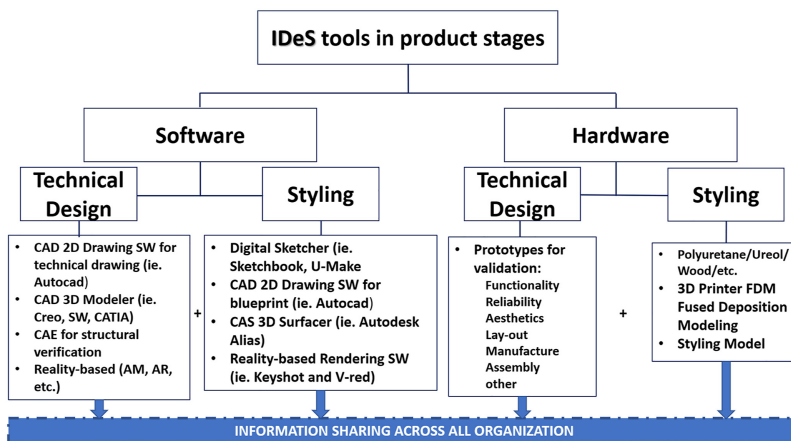 IDeS tools in product stages
Software
Hardware
Technical
Design
Styling
Technical
Design
Styling
• CAD 2D Drawing SW for
technical drawing (ie.
Autocad)
• CAD 3D Modeler (ie.
Creo, SW, CATIA)
• CAE for structural
verification
• Reality-based (AM, AR,
etc.)
+
• Digital Sketcher (ie.
Sketchbook, U-Make
• CAD 2D Drawing SW for
blueprint (ie. Autocad)
• CAS 3D Surfacer (ie. Autodesk
Alias)
• Reality-based Rendering SW
(ie. Keyshot and V-red)
• Prototypes for
validation:
Functionality
Reliability
Aesthetics
Lay-out
Manufacture
Assembly
other
+
• Polyuretane/Ureol/
Wood/etc.
• 3D Printer FDM
Fused Deposition
Modeling
• Styling Model
INFORMATION SHARING ACROSS ALL ORGANIZATION